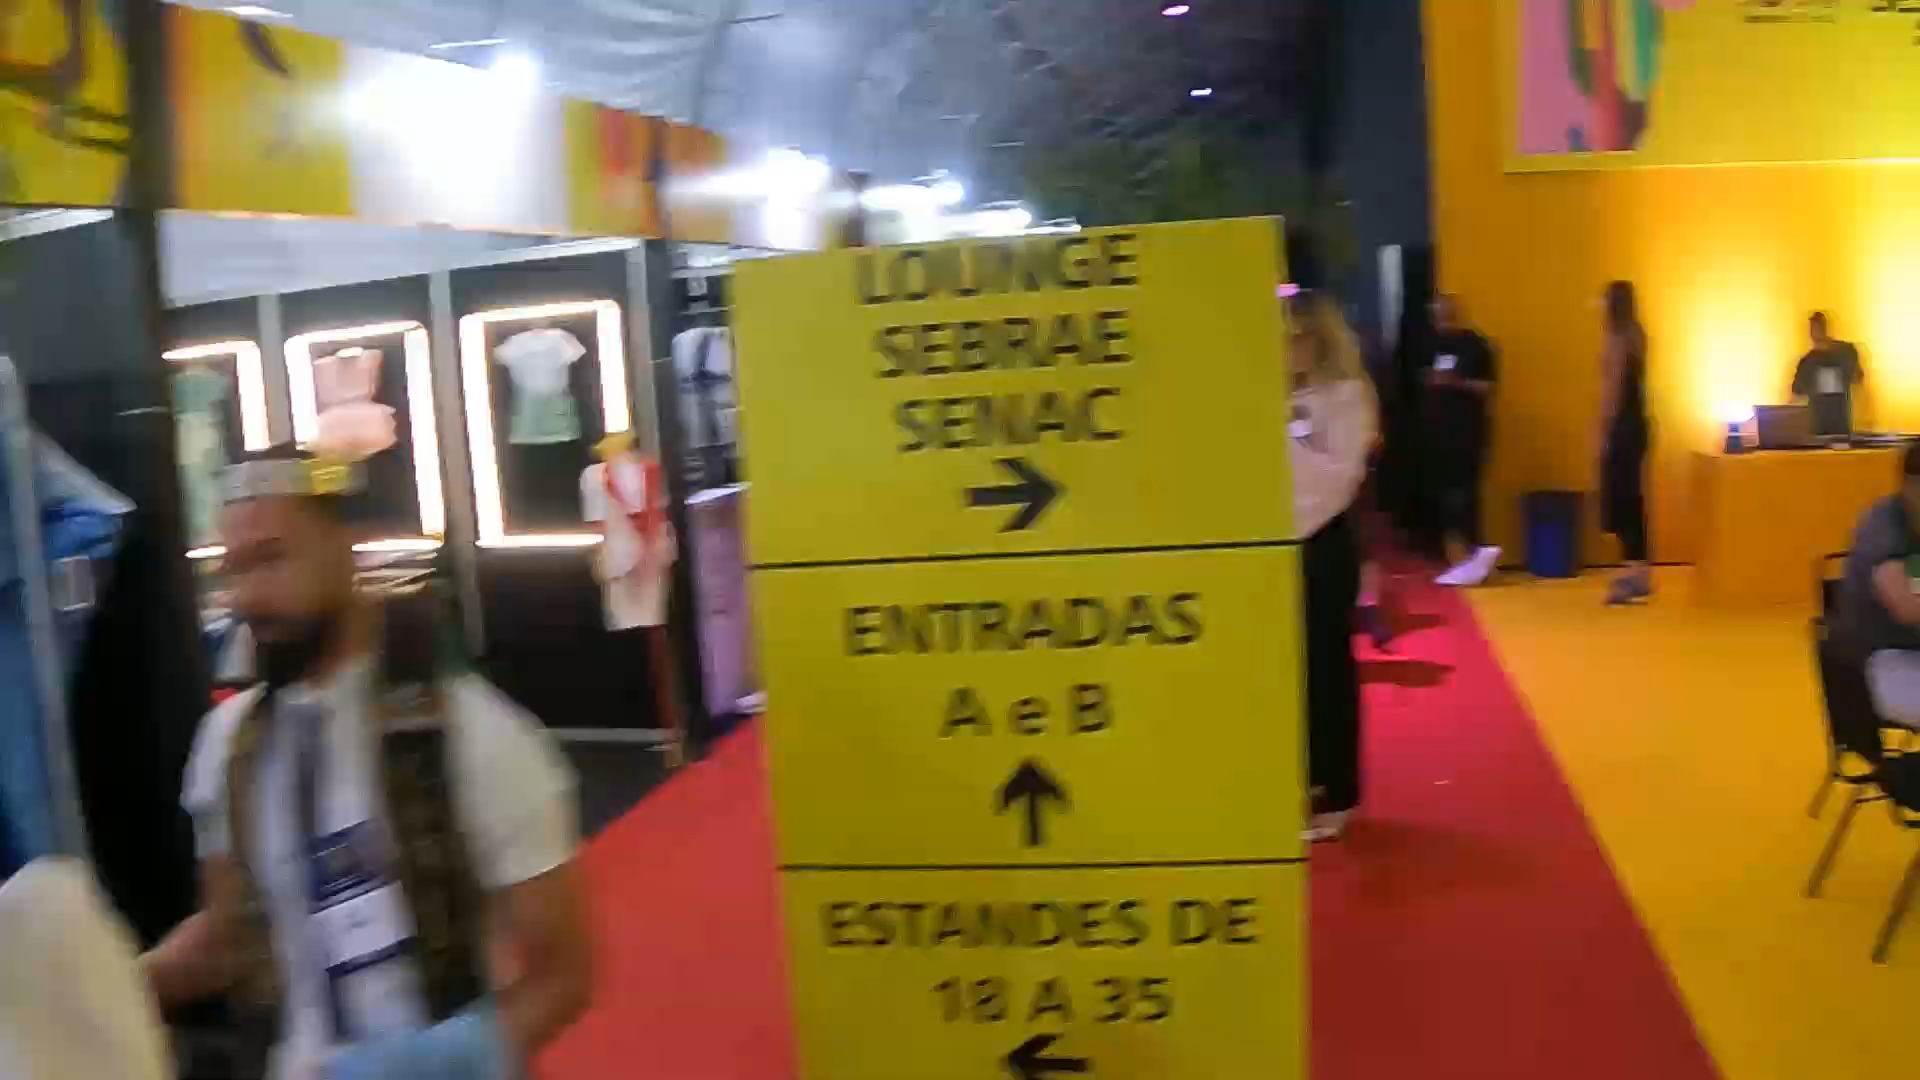 LOUNGE
SEBRAE
SENAC
→
ENTRADAS
A e B
↑
ESTANDES DE
18 A 35
←